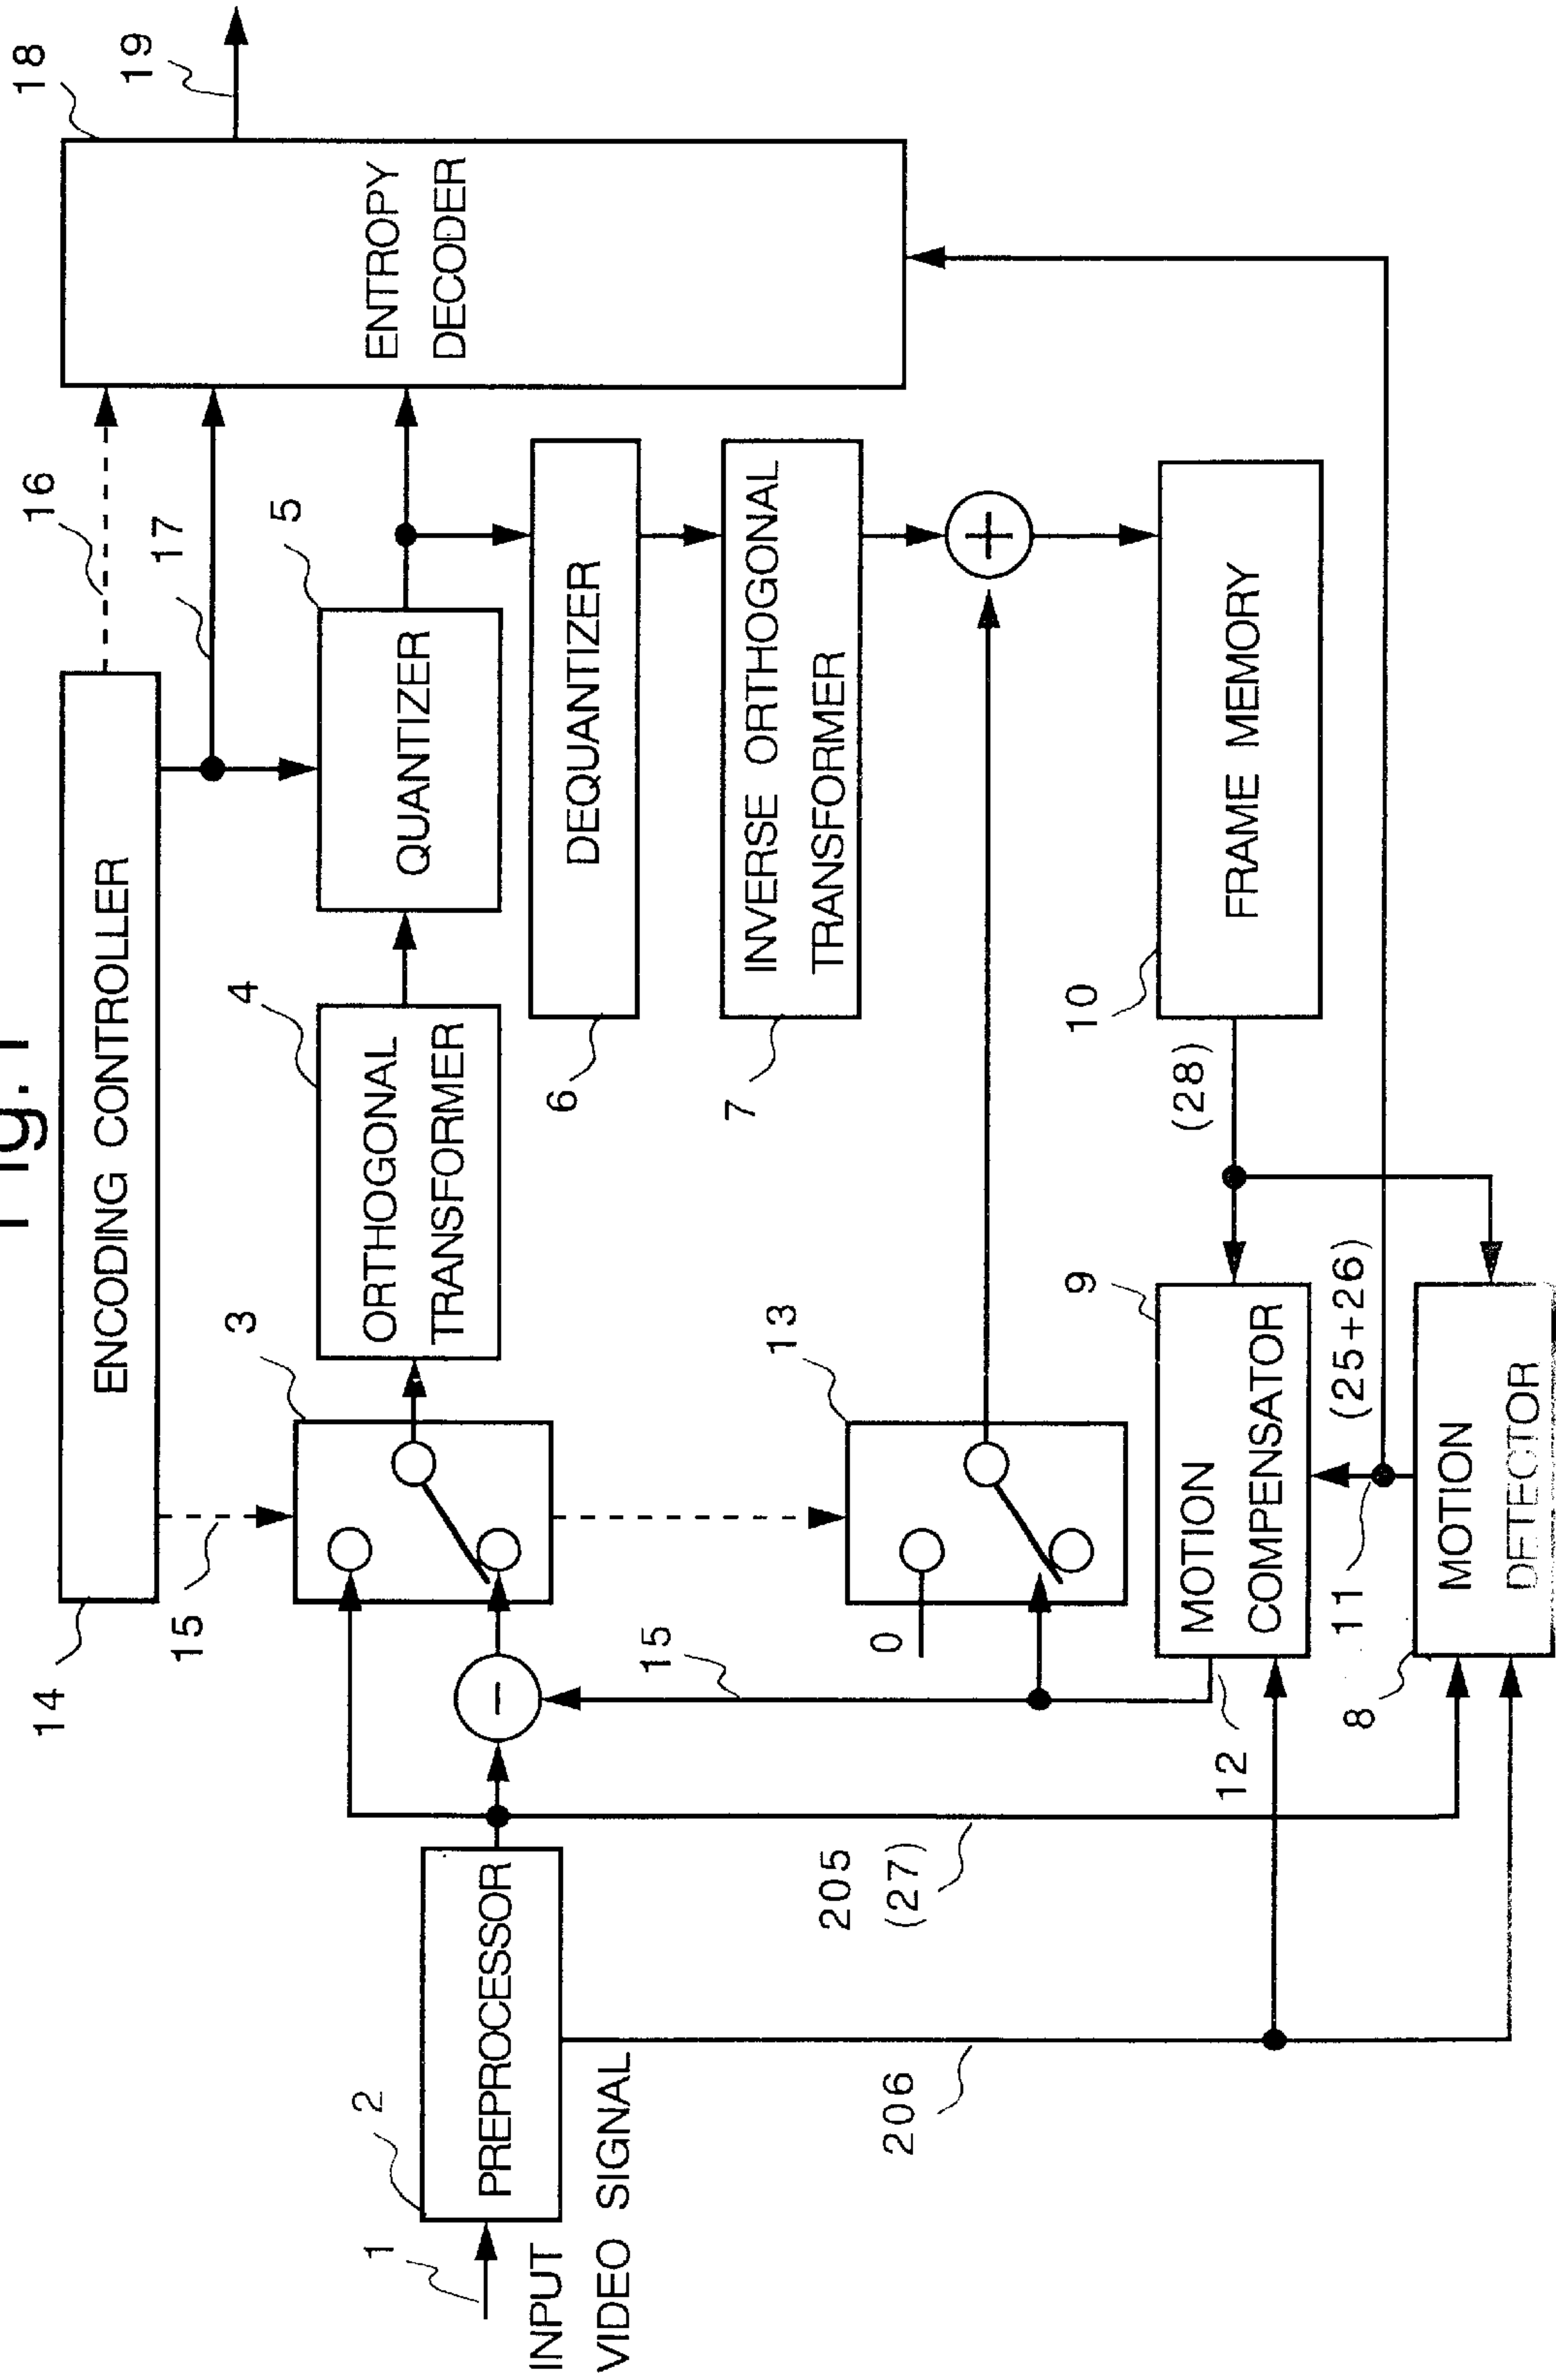 Fig. 1
14
ENCODING CONTROLLER
15
16
17
18
19
ENTROPY
DECODER
3
4
ORTHOGONAL
TRANSFORMER
5
QUANTIZER
1
INPUT
VIDEO SIGNAL
2
PREPROCESSOR
−
6
DEQUANTIZER
7
INVERSE ORTHOGONAL
TRANSFORMER
15
0
13
+
205
(27)
206
12
9
MOTION
COMPENSATOR
(28)
10
FRAME MEMORY
11
(25+26)
8
MOTION
DETECTOR